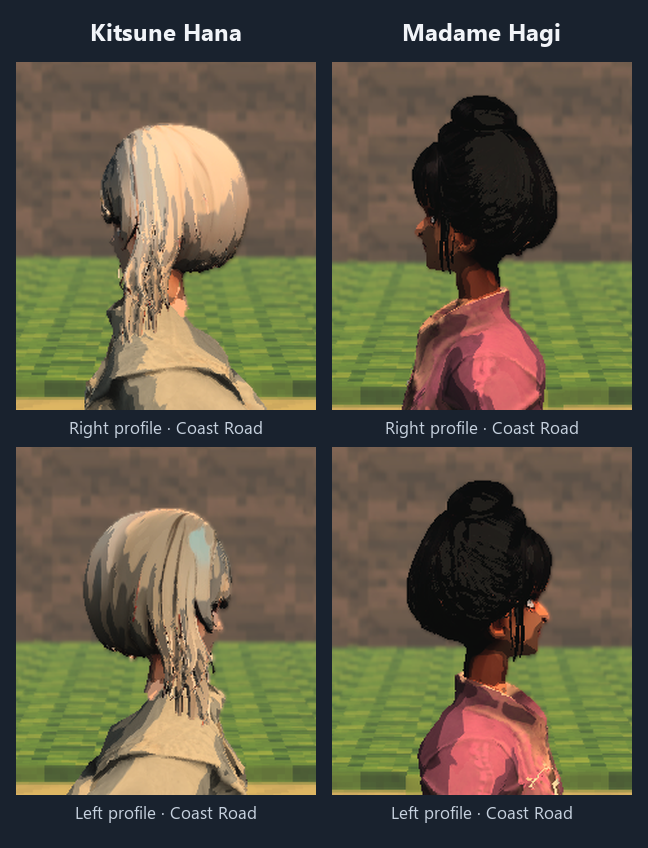 Kitsune Hana
Madame Hagi
Right profile · Coast Road
Right profile · Coast Road
Left profile · Coast Road
Left profile · Coast Road